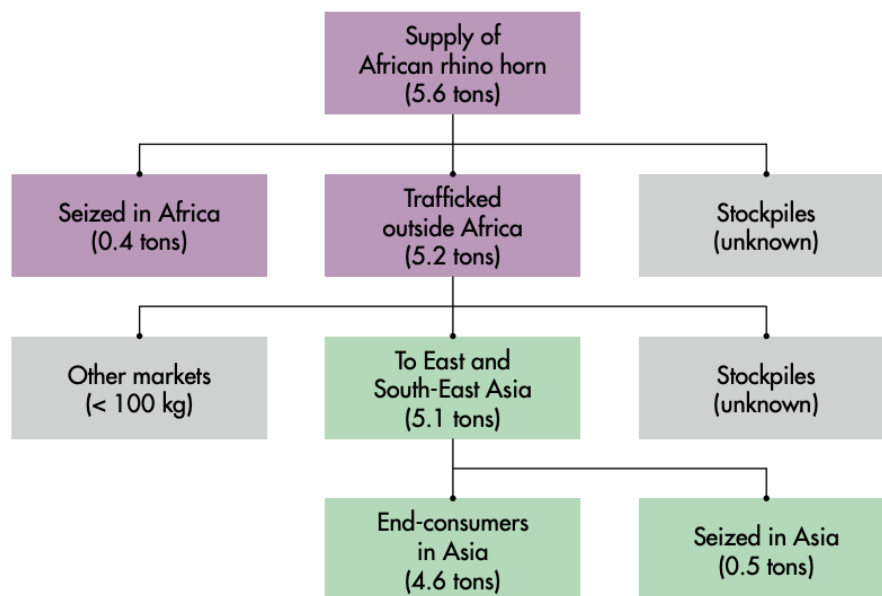 Supply of
African rhino horn
(5.6 tons)
Seized in Africa
(0.4 tons)
Trafficked
outside Africa
(5.2 tons)
Stockpiles
(unknown)
Other markets
(< 100 kg)
To East and
South-East Asia
(5.1 tons)
Stockpiles
(unknown)
End-consumers
in Asia
(4.6 tons)
Seized in Asia
(0.5 tons)